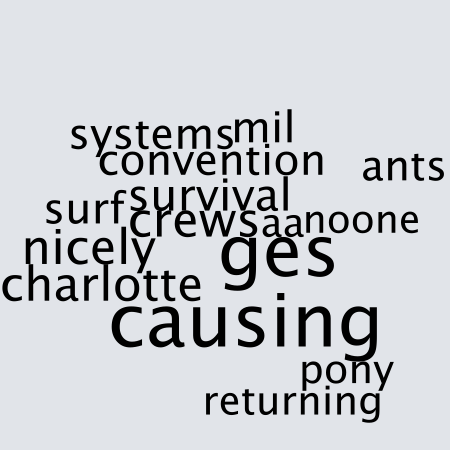 systems mil
convention ants
survival
surf crews aa noone
nicely ges
charlotte
causing
pony
returning